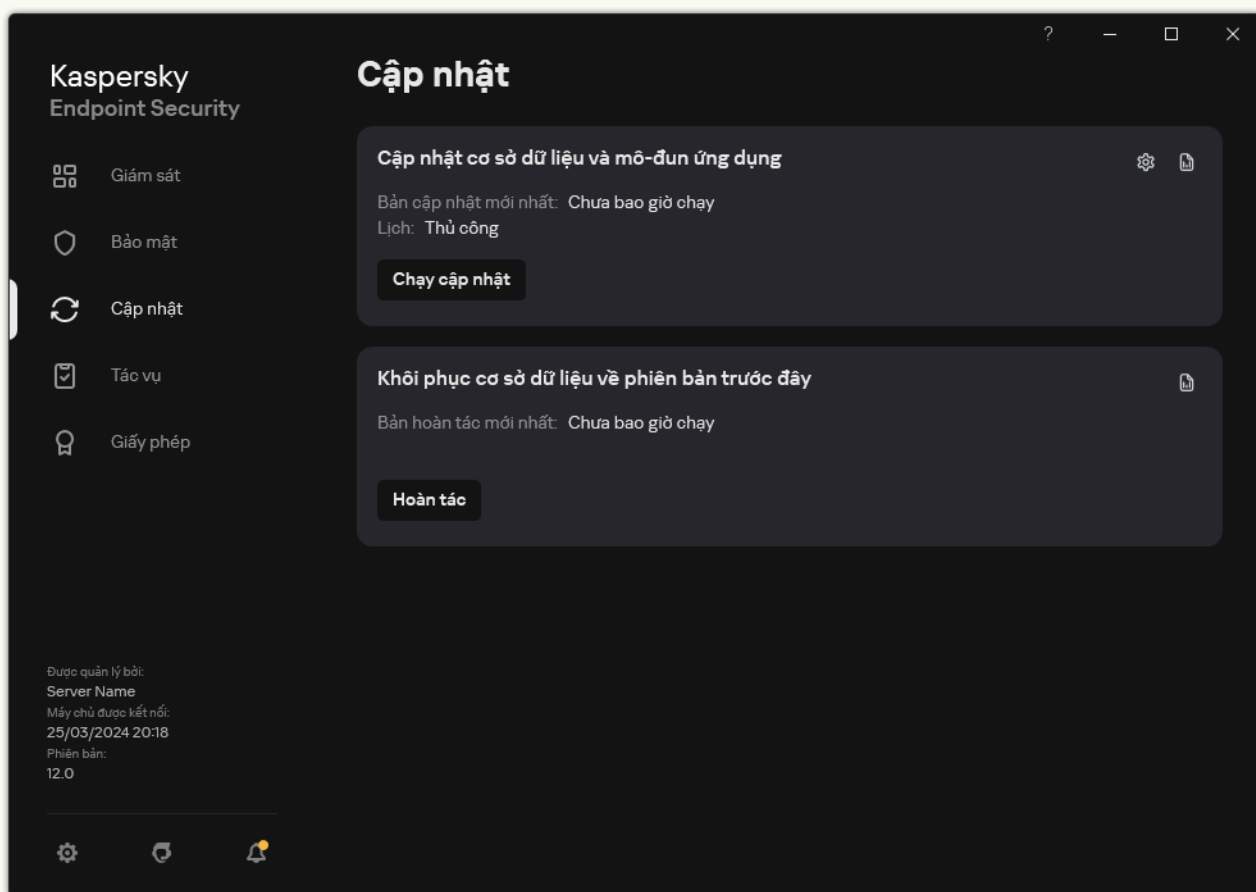 ?
Kaspersky
Endpoint Security
Giám sát
Bảo mật
Cập nhật
Tác vụ
Giấy phép
Được quản lý bởi:
Server Name
Máy chủ được kết nối:
25/03/2024 20:18
Phiên bản:
12.0
Cập nhật
Cập nhật cơ sở dữ liệu và mô-đun ứng dụng
Bản cập nhật mới nhất: Chưa bao giờ chạy
Lịch: Thủ công
Chạy cập nhật
Khôi phục cơ sở dữ liệu về phiên bản trước đây
Bản hoàn tác mới nhất: Chưa bao giờ chạy
Hoàn tác